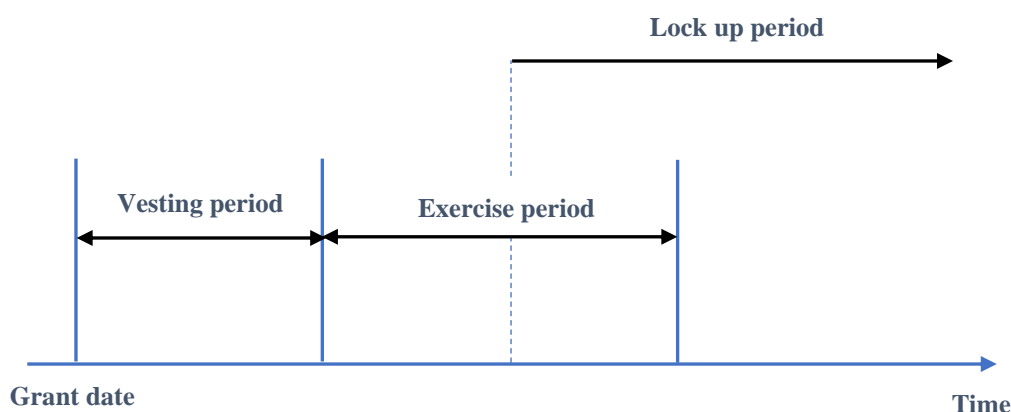 Lock up period
Vesting period
Exercise period
Grant date
Time